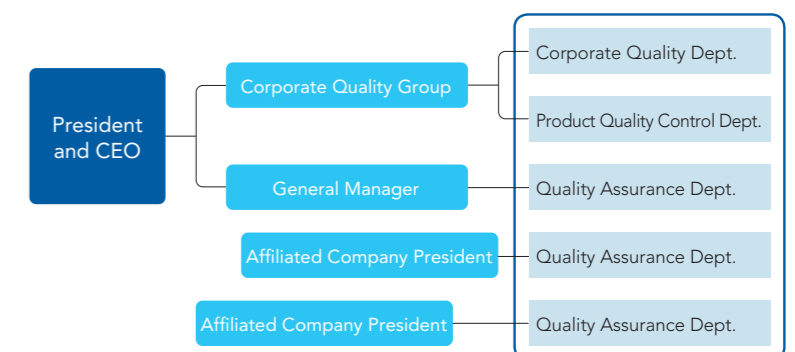 President
and CEO
Corporate Quality Group
Corporate Quality Dept.
Product Quality Control Dept.
General Manager
Quality Assurance Dept.
Affiliated Company President
Quality Assurance Dept.
Affiliated Company President
Quality Assurance Dept.